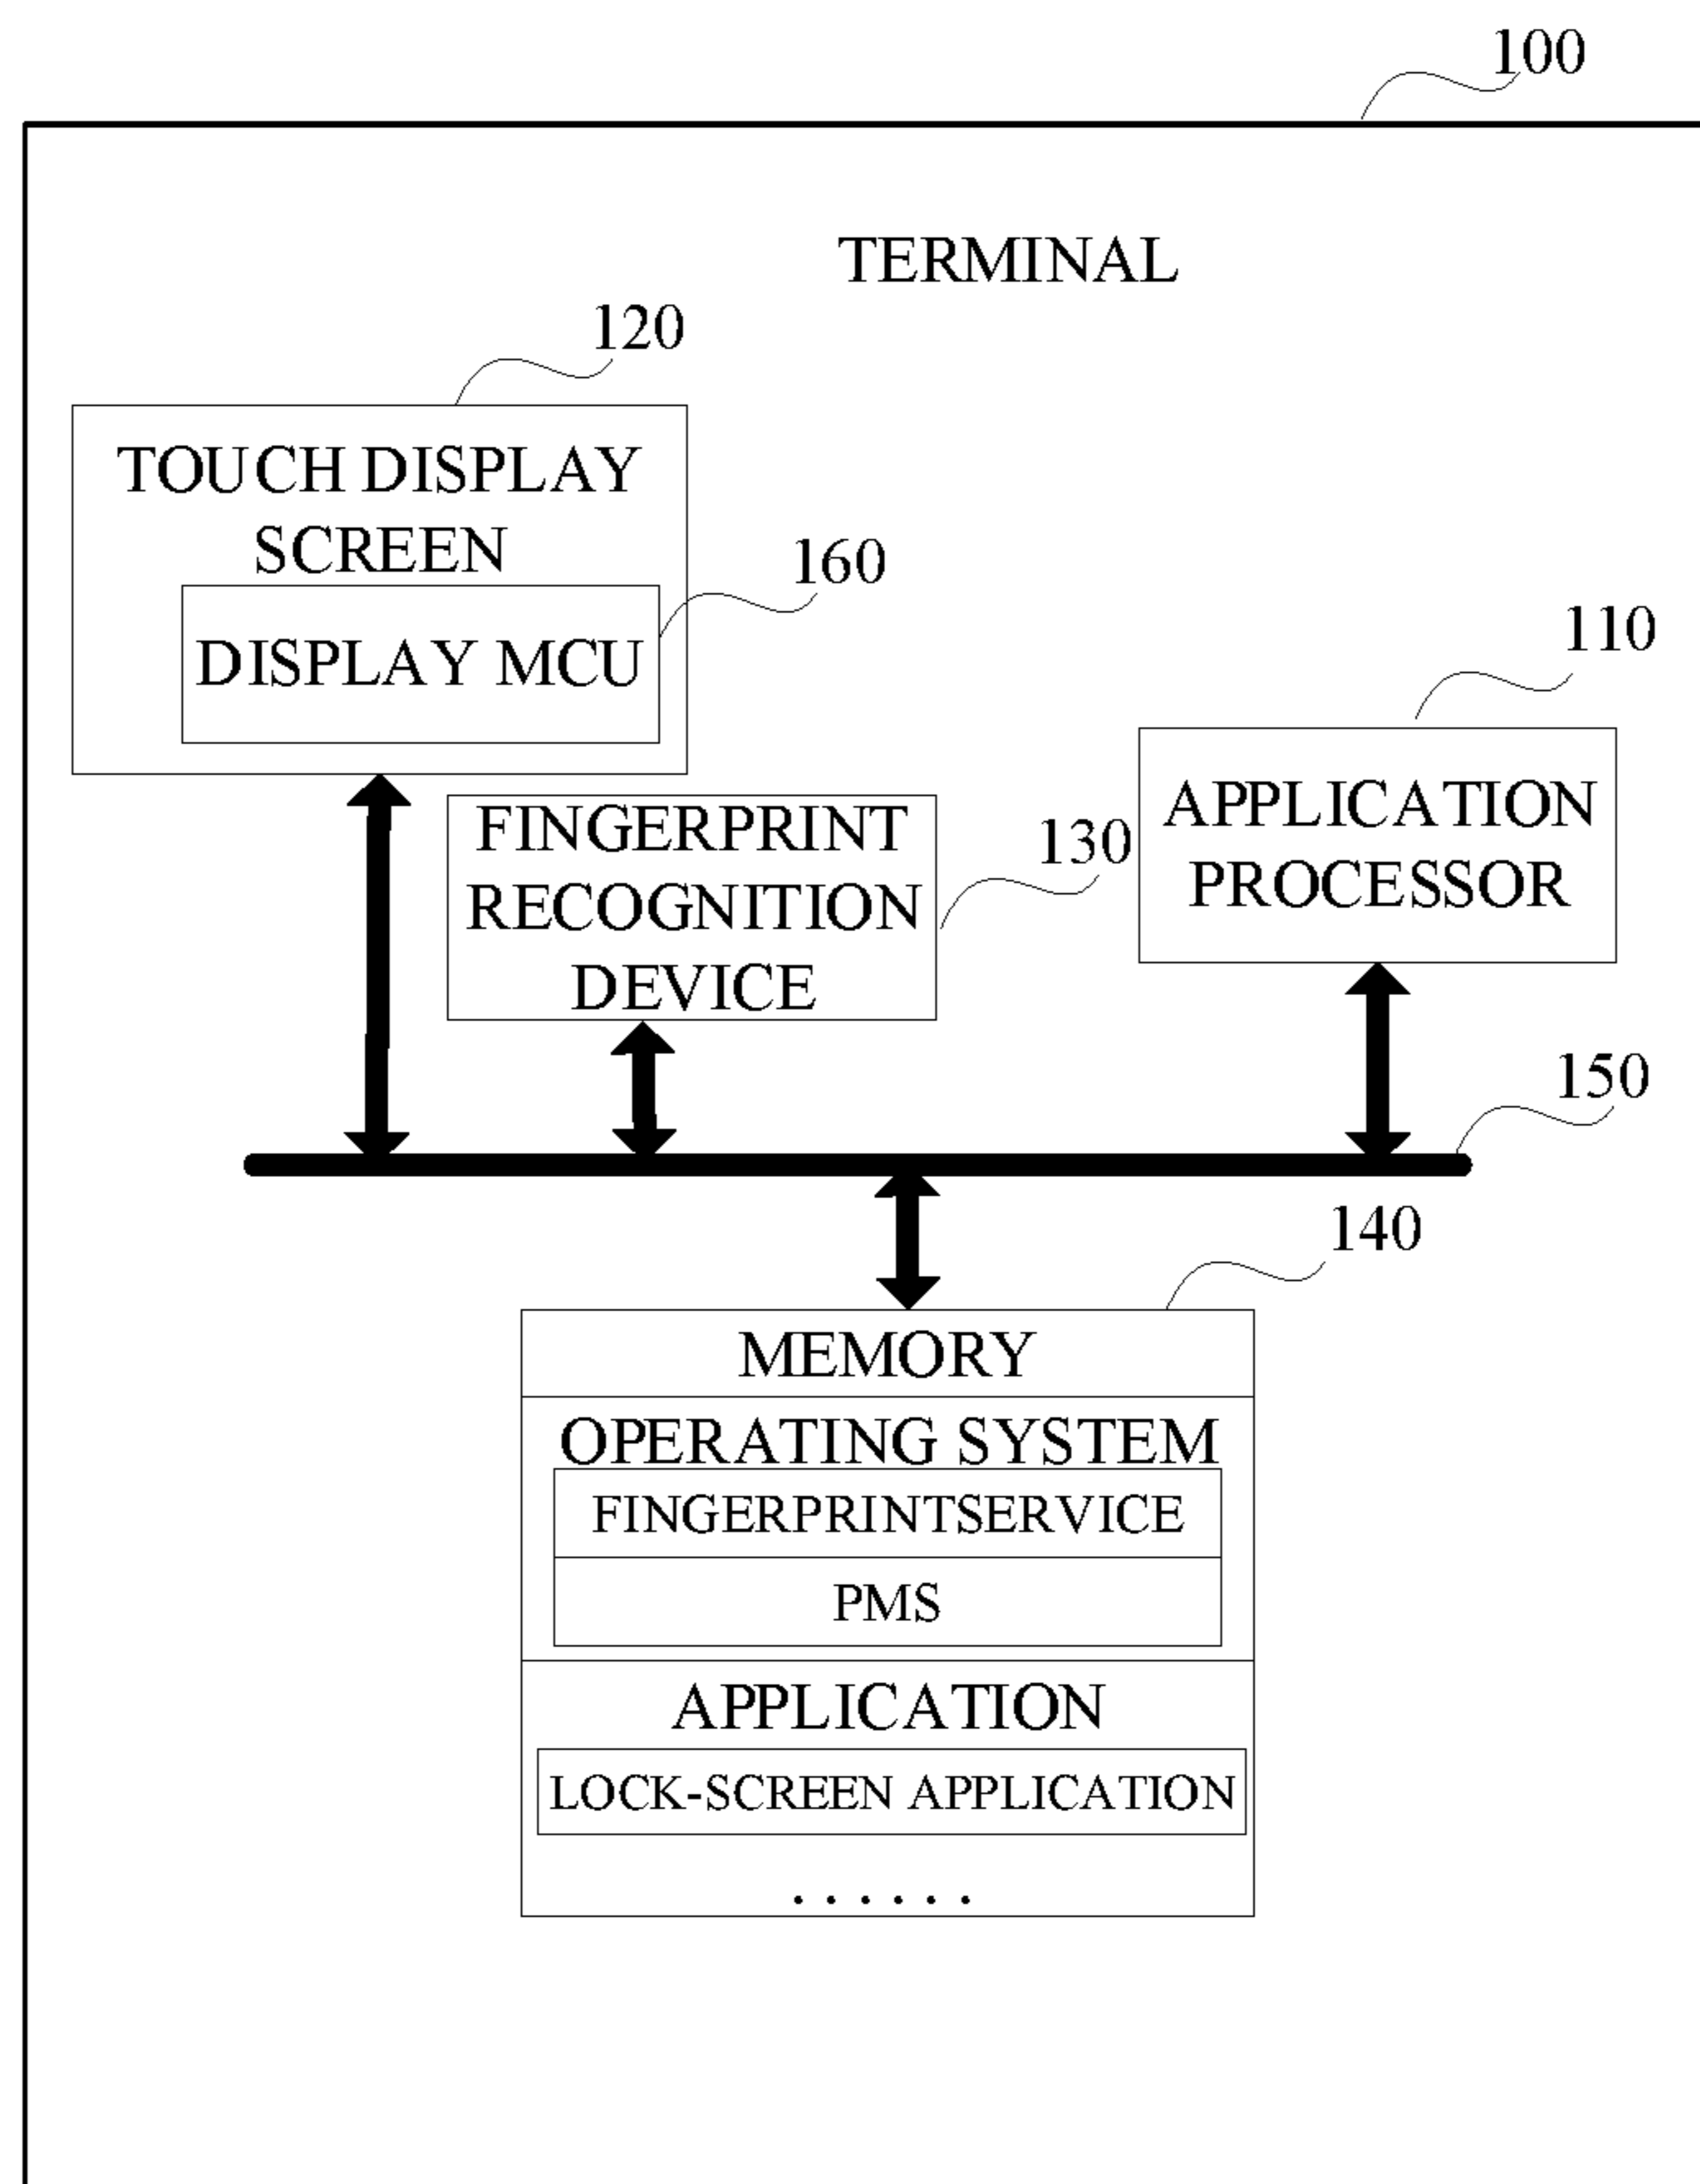 100
TERMINAL
120
TOUCH DISPLAY
SCREEN
160
DISPLAY MCU
110
APPLICATION
PROCESSOR
FINGERPRINT
RECOGNITION
DEVICE
130
150
140
MEMORY
OPERATING SYSTEM
FINGERPRINTSERVICE
PMS
APPLICATION
LOCK-SCREEN APPLICATION
......